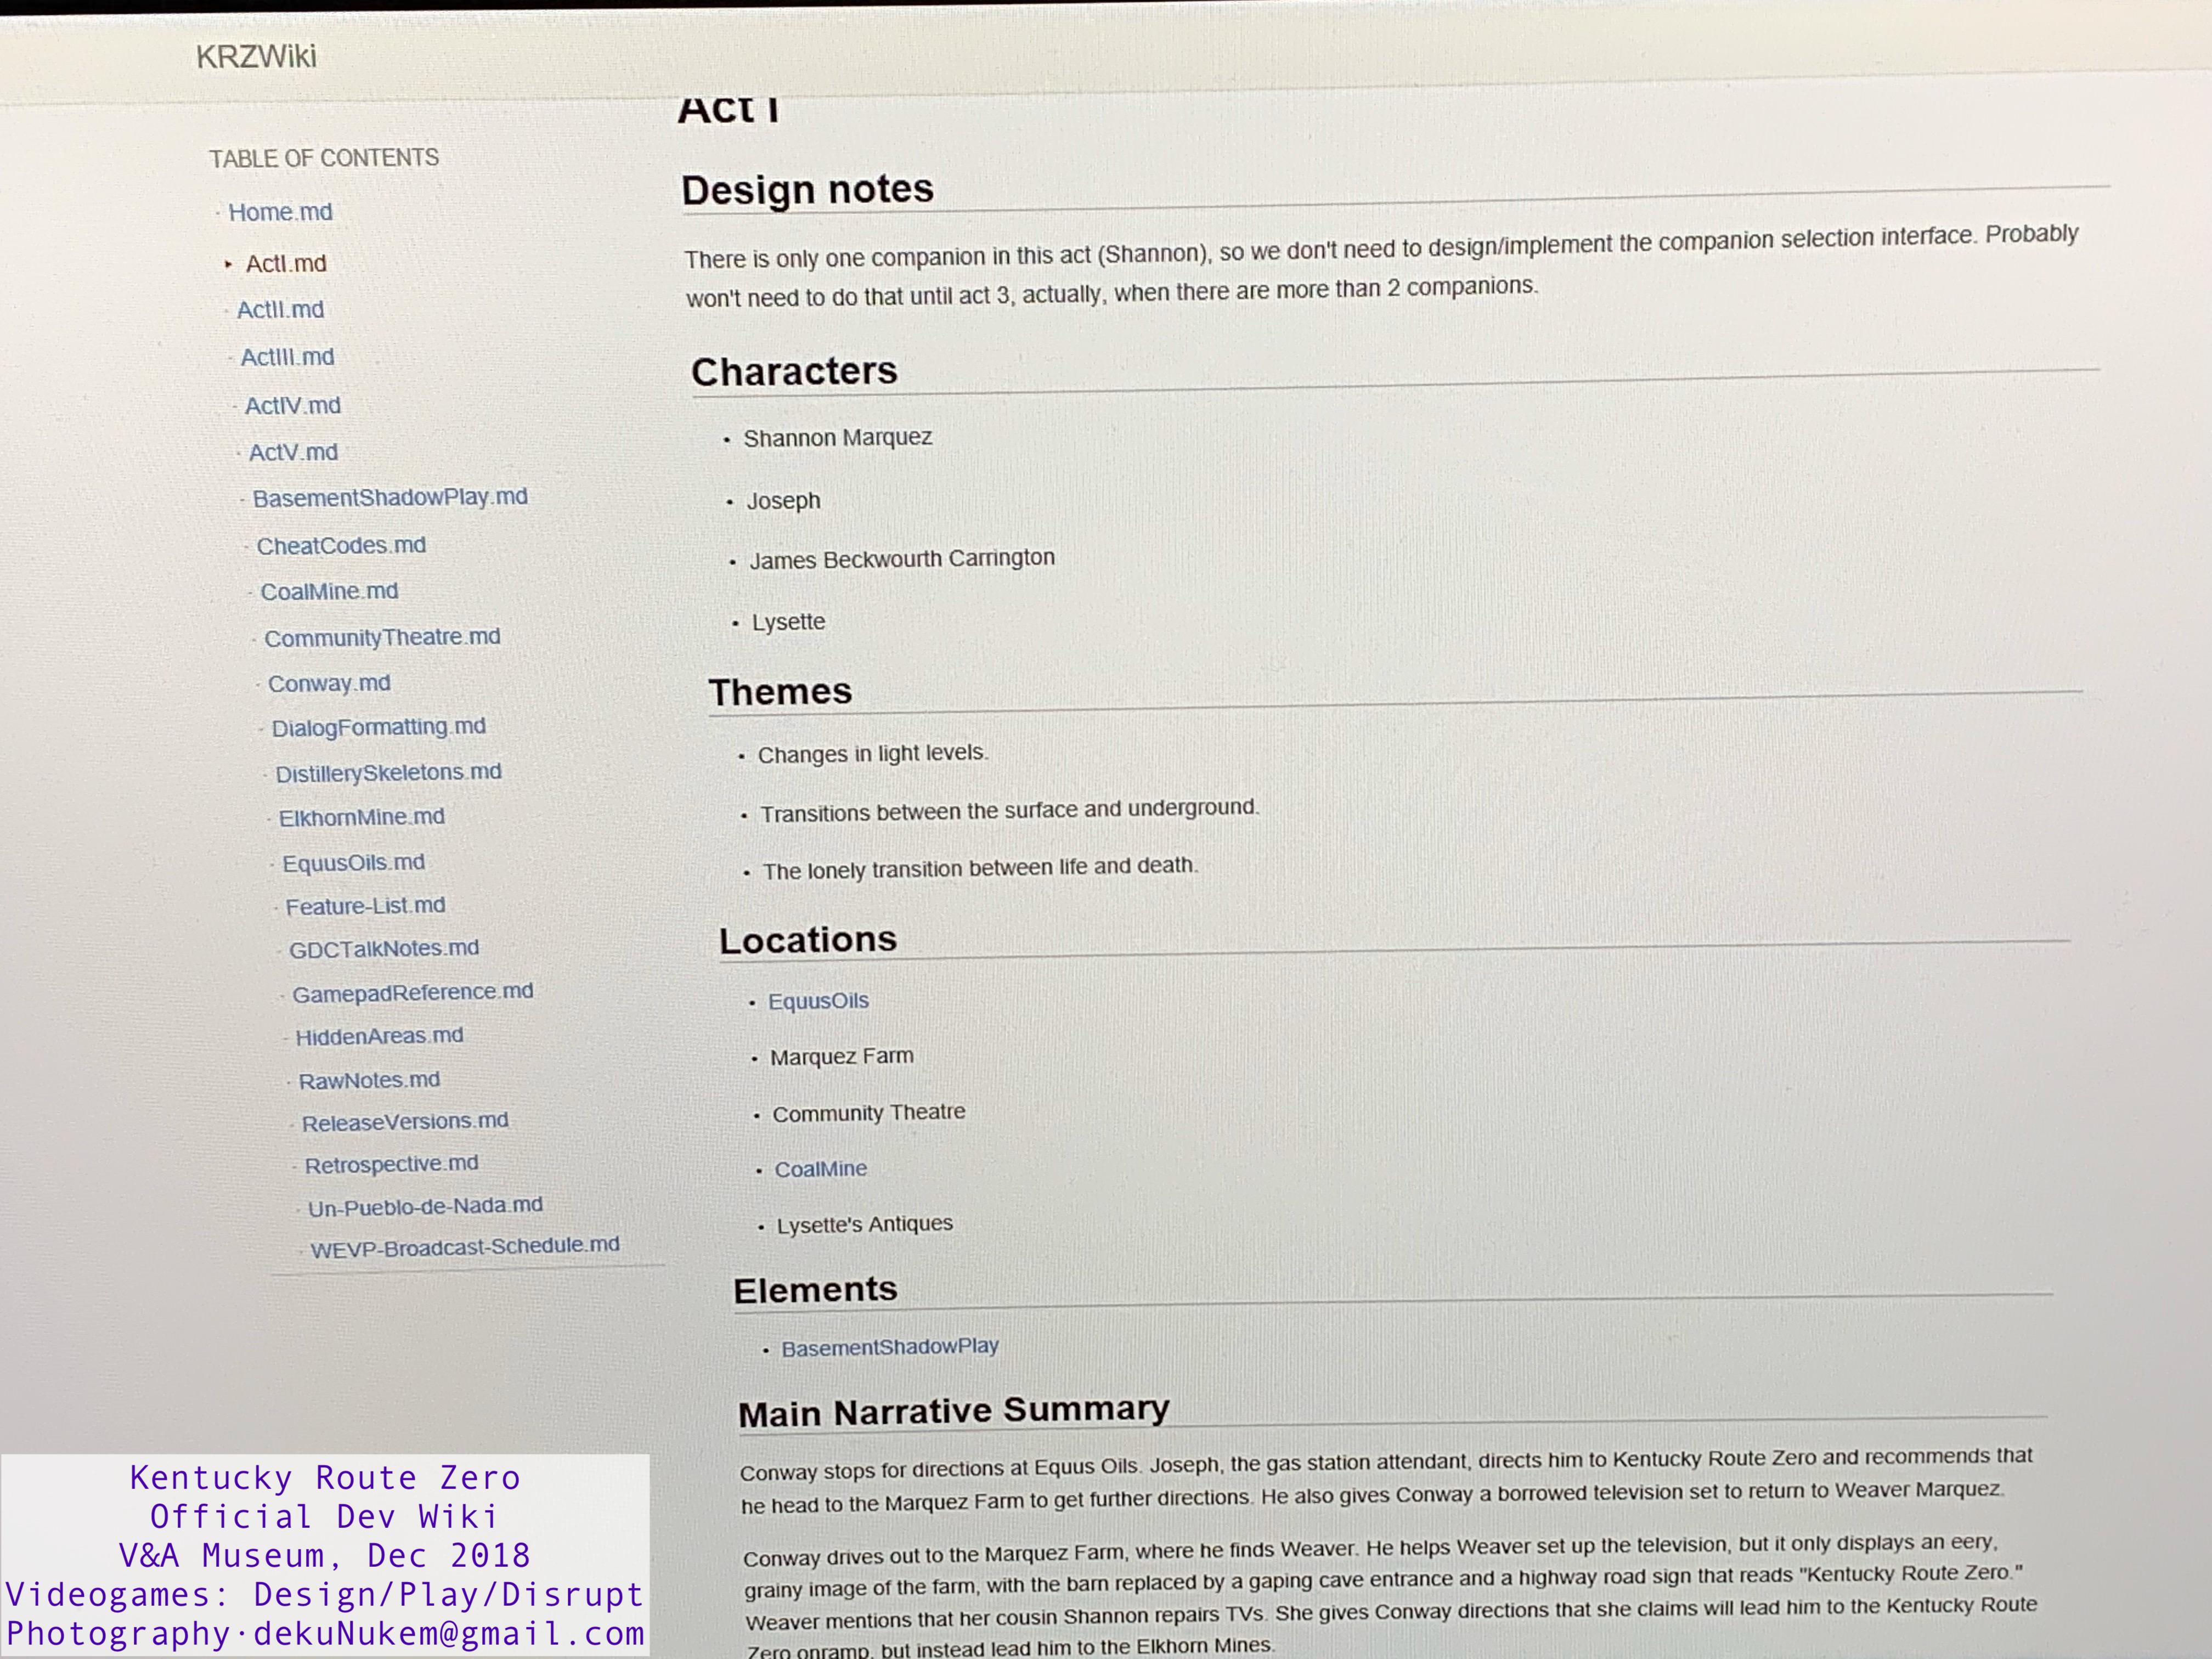 KRZWiki
TABLE OF CONTENTS
Home.md
ActI.md
ActII.md
ActIII.md
ActIV.md
ActV.md
BasementShadowPlay.md
CheatCodes.md
CoalMine.md
CommunityTheatre.md
Conway.md
DialogFormatting.md
DistillerySkeletons.md
ElkhornMine.md
EquusOils.md
Feature-List.md
GDCTalkNotes.md
GamepadReference.md
HiddenAreas.md
RawNotes.md
ReleaseVersions.md
Retrospective.md
Un-Pueblo-de-Nada.md
WEVP-Broadcast-Schedule.md
Act I
Design notes
There is only one companion in this act (Shannon), so we don't need to design/implement the companion selection interface. Probably
won't need to do that until act 3, actually, when there are more than 2 companions.
Characters
• Shannon Marquez
• Joseph
• James Beckwourth Carrington
• Lysette
Themes
• Changes in light levels.
• Transitions between the surface and underground.
• The lonely transition between life and death.
Locations
• EquusOils
• Marquez Farm
• Community Theatre
• CoalMine
• Lysette's Antiques
Elements
• BasementShadowPlay
Main Narrative Summary
Conway stops for directions at Equus Oils. Joseph, the gas station attendant, directs him to Kentucky Route Zero and recommends that
he head to the Marquez Farm to get further directions. He also gives Conway a borrowed television set to return to Weaver Marquez.
Conway drives out to the Marquez Farm, where he finds Weaver. He helps Weaver set up the television, but it only displays an eery,
grainy image of the farm, with the barn replaced by a gaping cave entrance and a highway road sign that reads "Kentucky Route Zero."
Weaver mentions that her cousin Shannon repairs TVs. She gives Conway directions that she claims will lead him to the Kentucky Route
Zero onramp, but instead lead him to the Elkhorn Mines.
Kentucky Route Zero
Official Dev Wiki
V&A Museum, Dec 2018
Videogames: Design/Play/Disrupt
Photography·dekuNukem@gmail.com